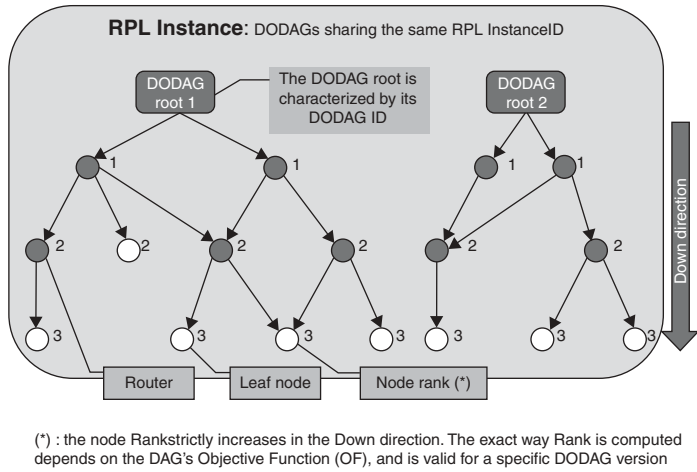 RPL Instance: DODAGs sharing the same RPL InstanceID
DODAG
root 1
The DODAG root is
characterized by its
DODAG ID
DODAG
root 2
1
1
1
1
2
2
2
2
2
2
3
3
3
3
3
3
3
Down direction
Router
Leaf node
Node rank (*)
(*) : the node Rankstrictly increases in the Down direction. The exact way Rank is computed
depends on the DAG's Objective Function (OF), and is valid for a specific DODAG version